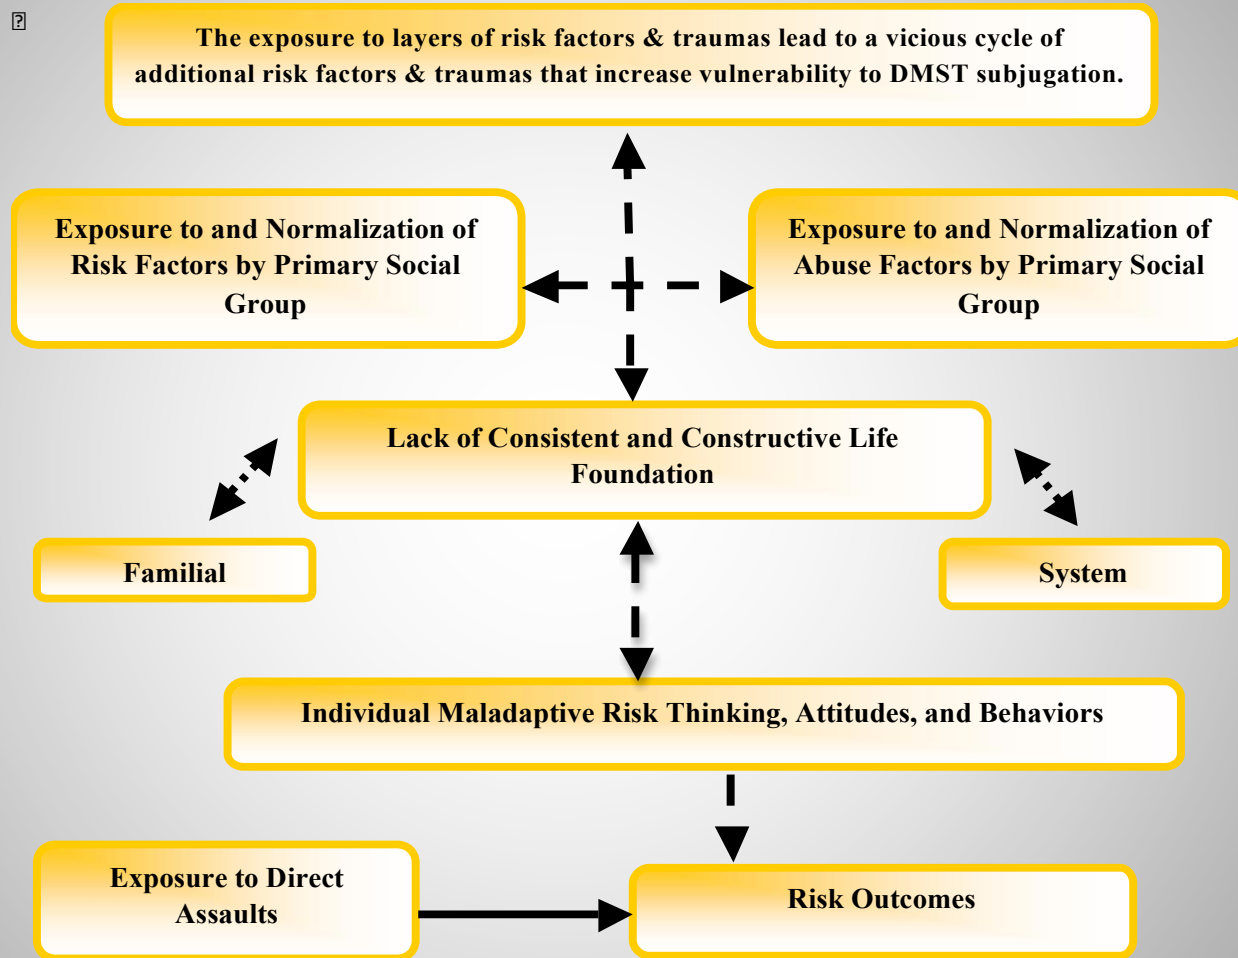 The exposure to layers of risk factors & traumas lead to a vicious cycle of
additional risk factors & traumas that increase vulnerability to DMST subjugation.
Exposure to and Normalization of
Risk Factors by Primary Social
Group
Exposure to and Normalization of
Abuse Factors by Primary Social
Group
Lack of Consistent and Constructive Life
Foundation
Familial
System
Individual Maladaptive Risk Thinking, Attitudes, and Behaviors
Exposure to Direct
Assaults
Risk Outcomes